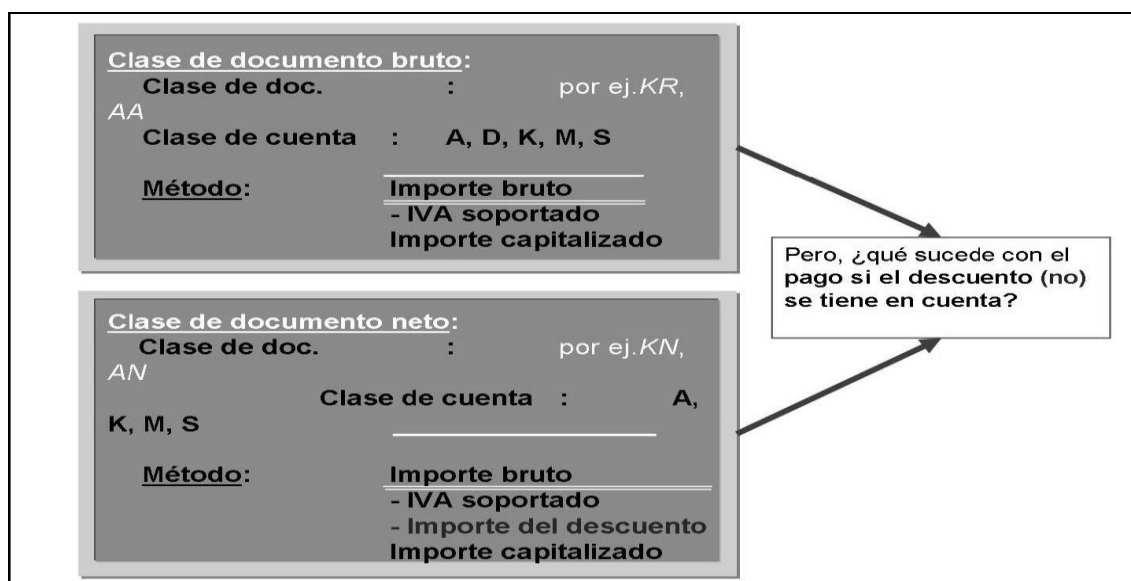 Clase de documento bruto:
Clase de doc. : por ej.KR,
AA
Clase de cuenta : A, D, K, M, S
Método: Importe bruto
- IVA soportado
Importe capitalizado
Pero, ¿qué sucede con el
pago si el descuento (no)
se tiene en cuenta?
Clase de documento neto:
Clase de doc. : por ej.KN,
AN
Clase de cuenta : A,
K, M, S
Método: Importe bruto
- IVA soportado
- Importe del descuento
Importe capitalizado